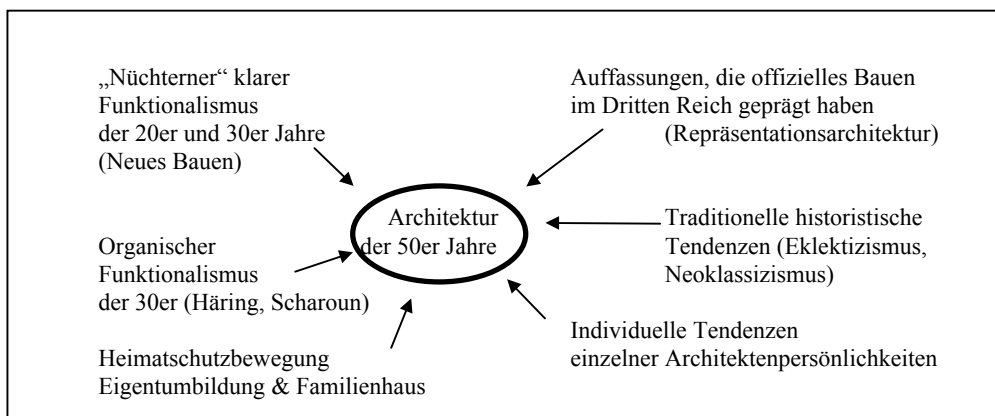 „Nüchterner“ klarer
Funktionalismus
der 20er und 30er Jahre
(Neues Bauen)
Auffassungen, die offizielles Bauen
im Dritten Reich geprägt haben
(Repräsentationsarchitektur)
Architektur
der 50er Jahre
Traditionelle historistische
Tendenzen (Eklektizismus,
Neoklassizismus)
Organischer
Funktionalismus
der 30er (Häring, Scharoun)
Individuelle Tendenzen
einzelner Architektenpersönlichkeiten
Heimatschutzbewegung
Eigentumbildung & Familienhaus